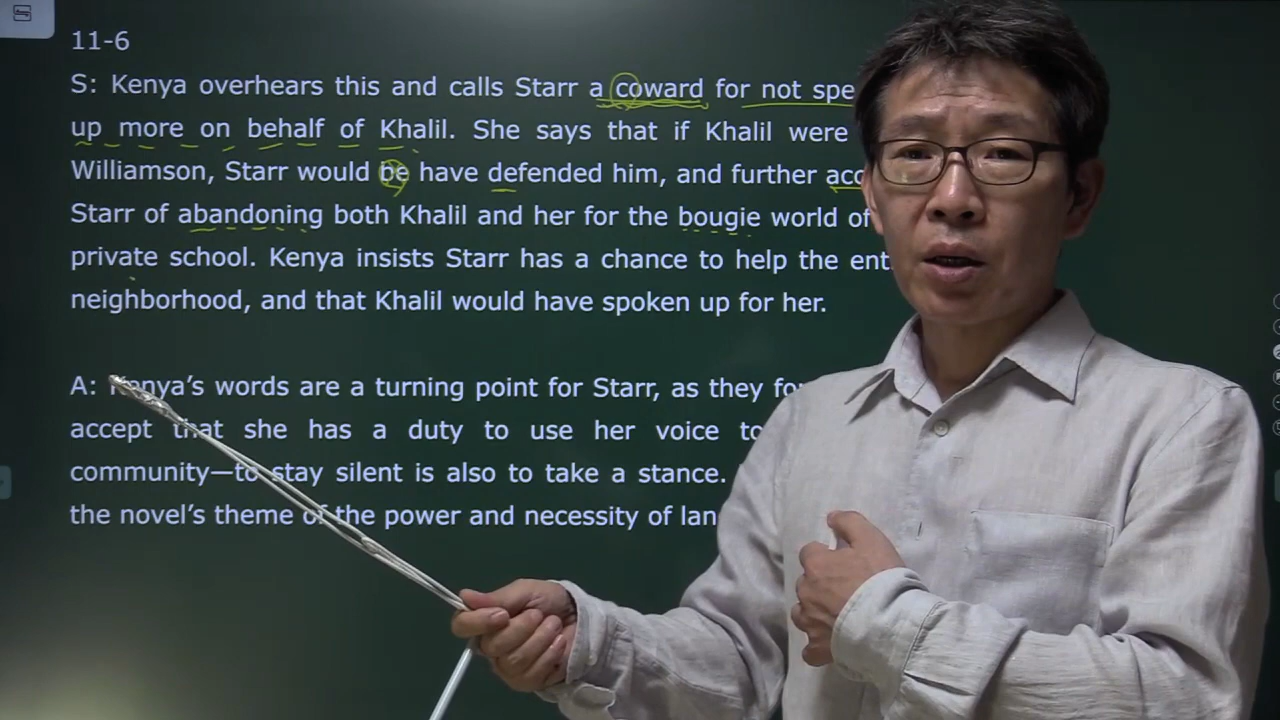 11-6
S: Kenya overhears this and calls Starr a coward for not spe
up more on behalf of Khalil. She says that if Khalil were
Williamson, Starr would be have defended him, and further acc
Starr of abandoning both Khalil and her for the bougie world of
private school. Kenya insists Starr has a chance to help the ent
neighborhood, and that Khalil would have spoken up for her.
A: Kenya’s words are a turning point for Starr, as they for
accept that she has a duty to use her voice to
community—to stay silent is also to take a stance.
the novel’s theme of the power and necessity of lan